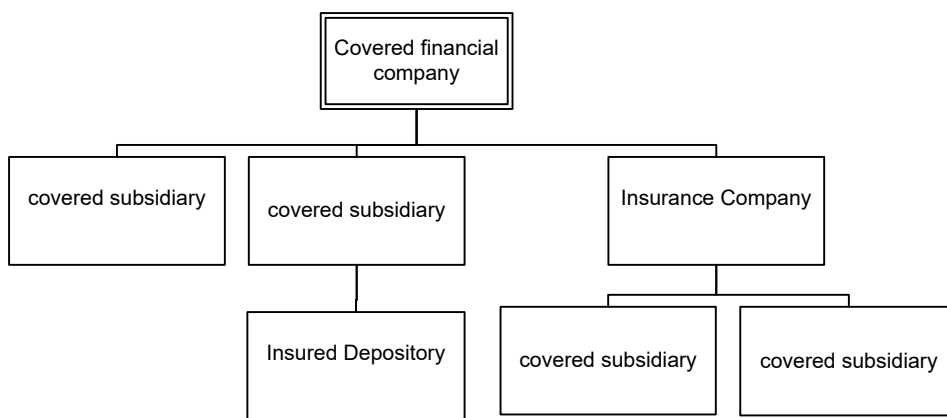 Covered financial
company
covered subsidiary
covered subsidiary
Insurance Company
Insured Depository
covered subsidiary
covered subsidiary